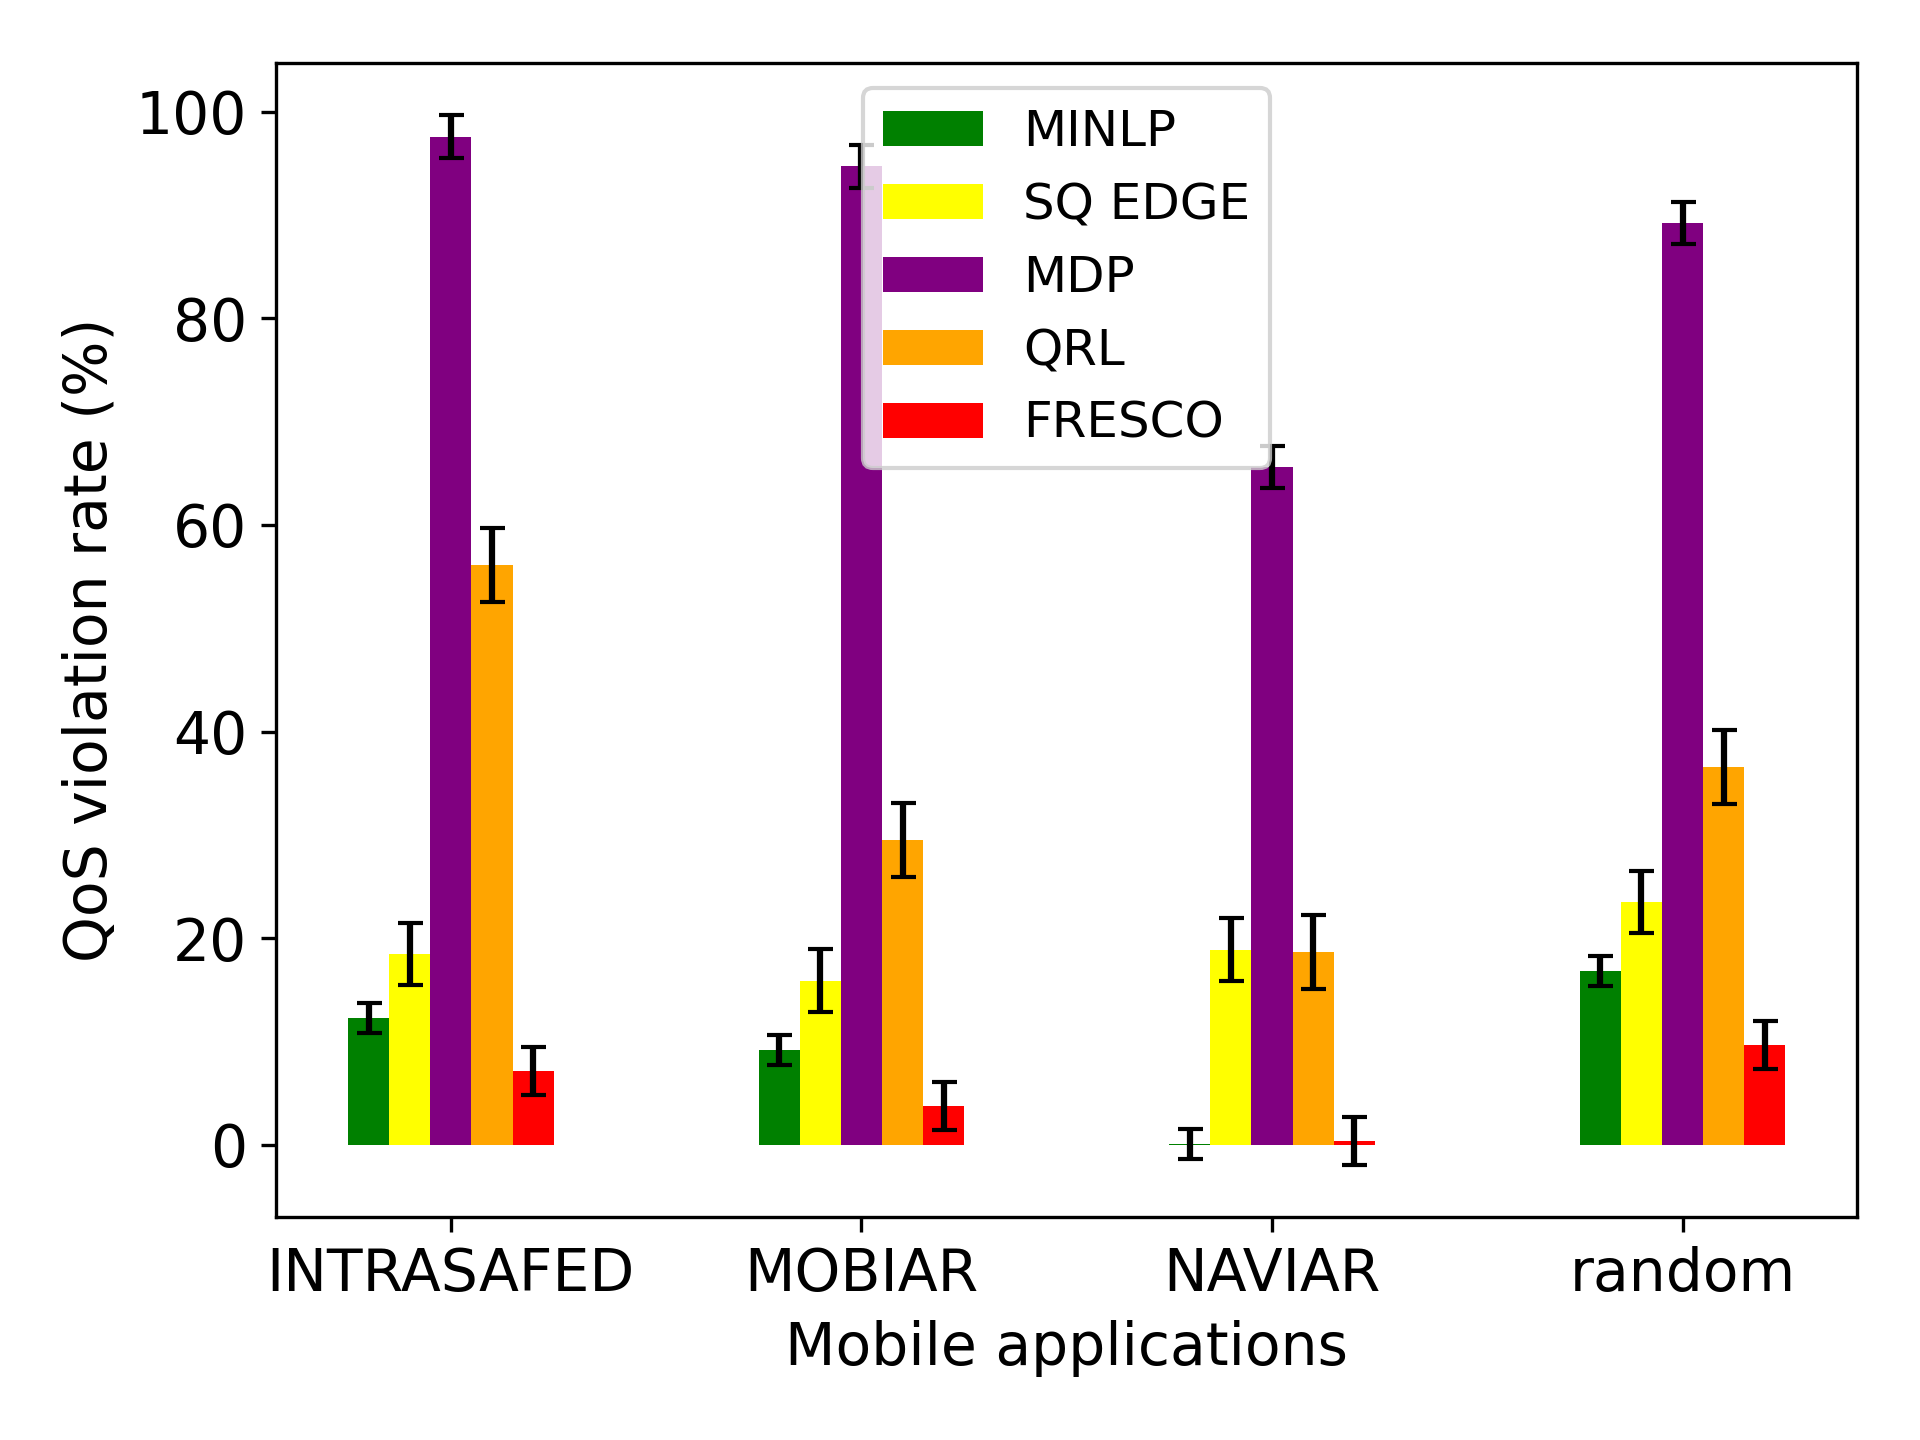 MINLP
SQ EDGE
MDP
QRL
FRESCO
QoS violation rate (%)
100
80
60
40
20
0
INTRASAFED MOBIAR NAVIAR random
Mobile applications